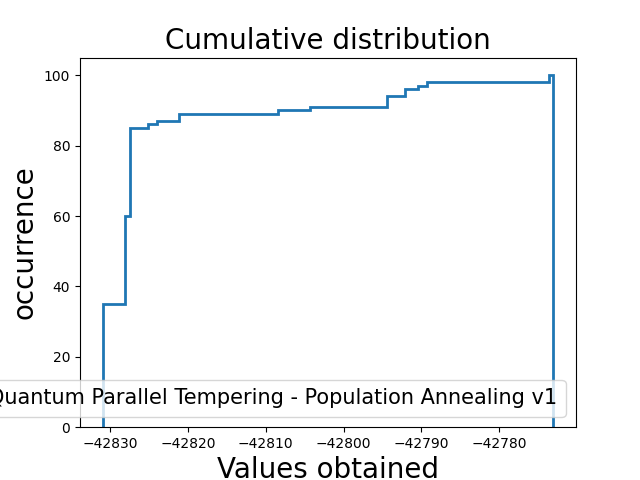 Cumulative distribution
occurrence
100
80
60
40
20
0
Quantum Parallel Tempering - Population Annealing v1
−42830 −42820 −42810 −42800 −42790 −42780
Values obtained